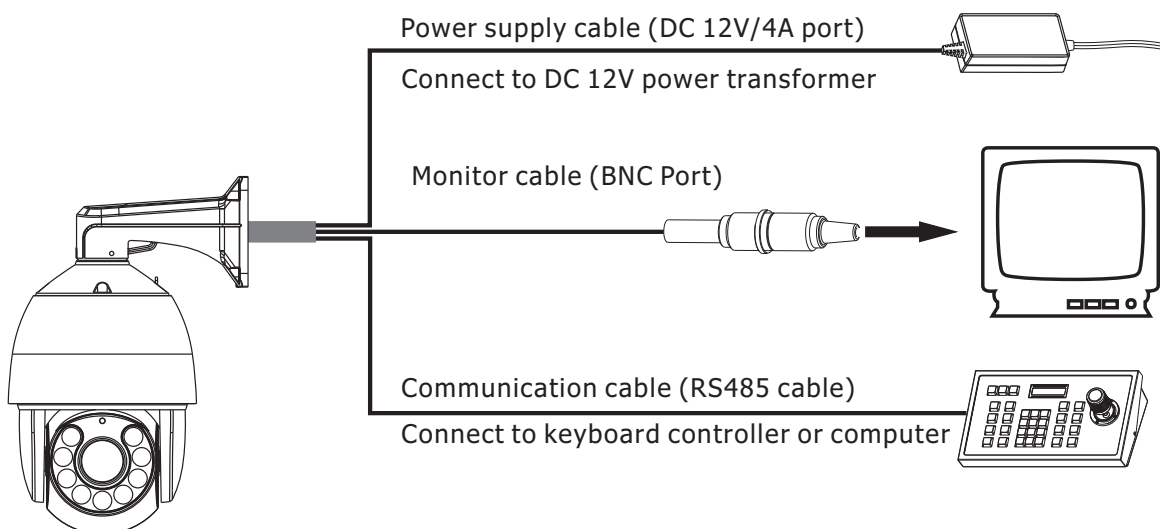 Power supply cable (DC 12V/4A port)
Connect to DC 12V power transformer
Monitor cable (BNC Port)
Communication cable (RS485 cable)
Connect to keyboard controller or computer